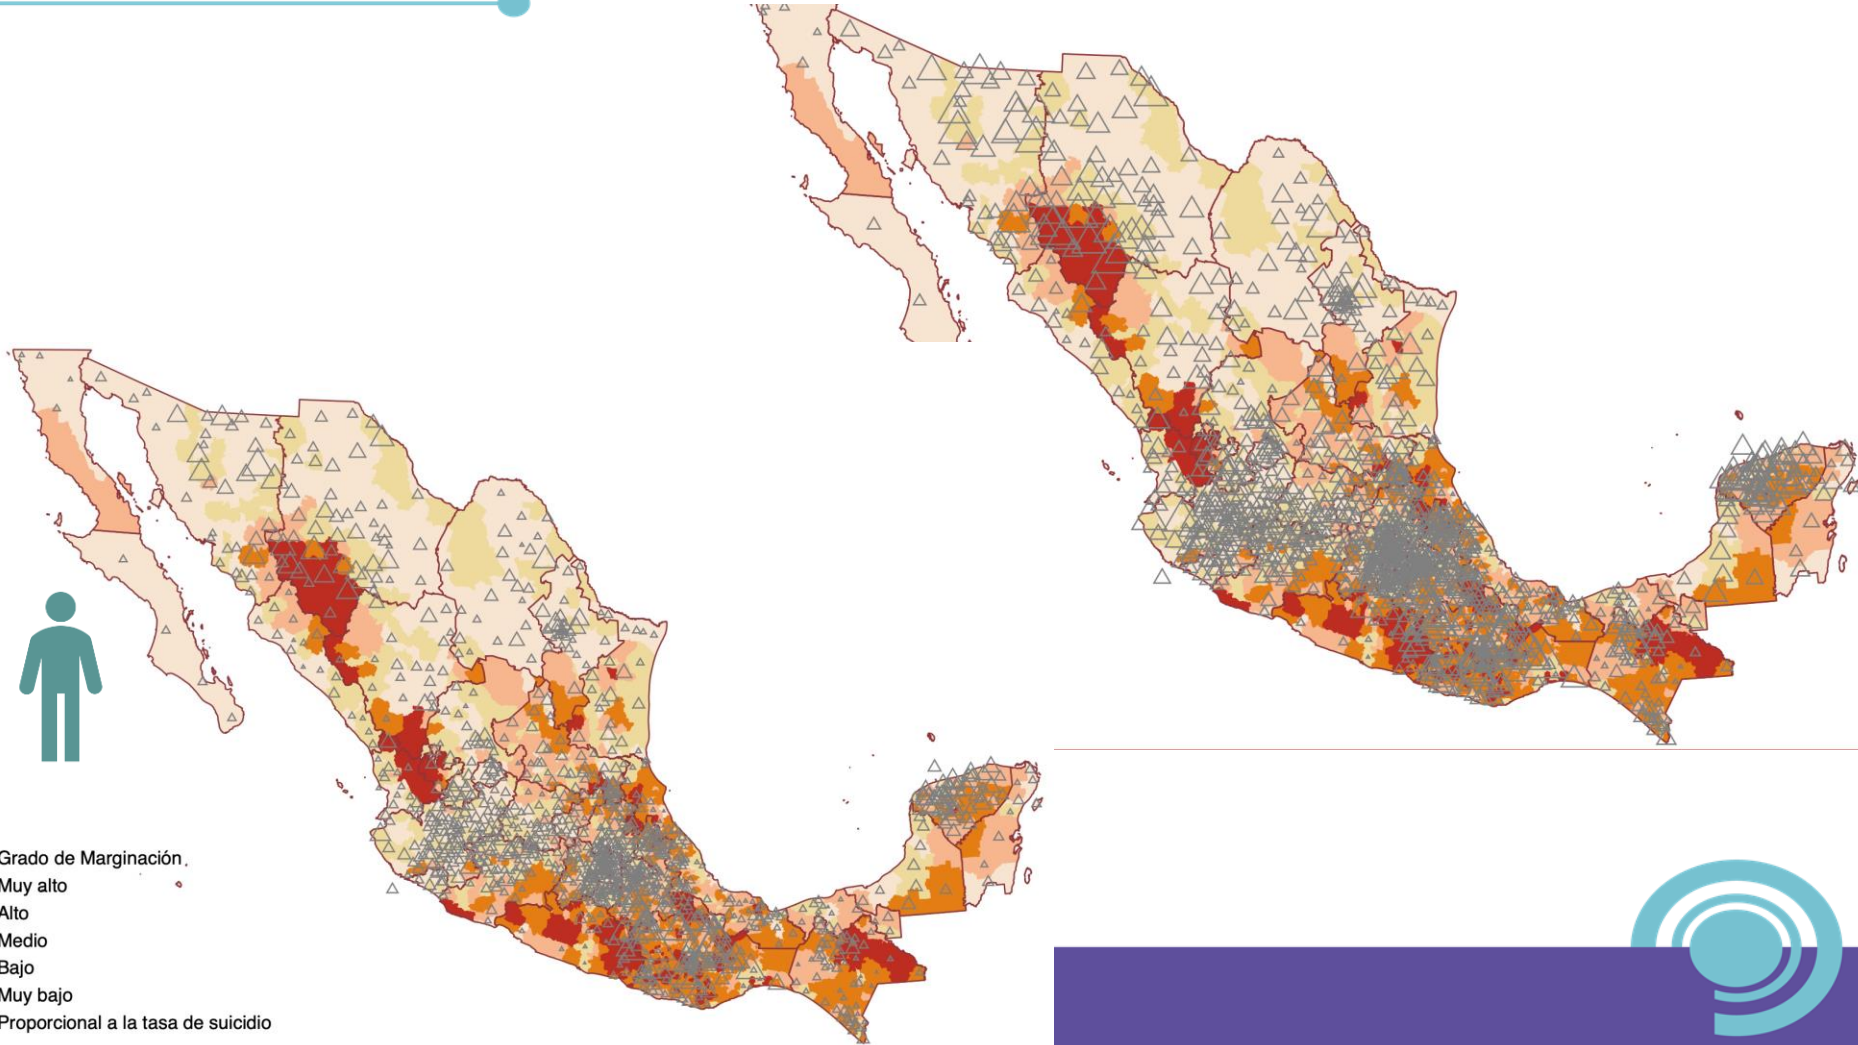 Grado de Marginación
Muy alto
Alto
Medio
Bajo
Muy bajo
Proporcional a la tasa de suicidio